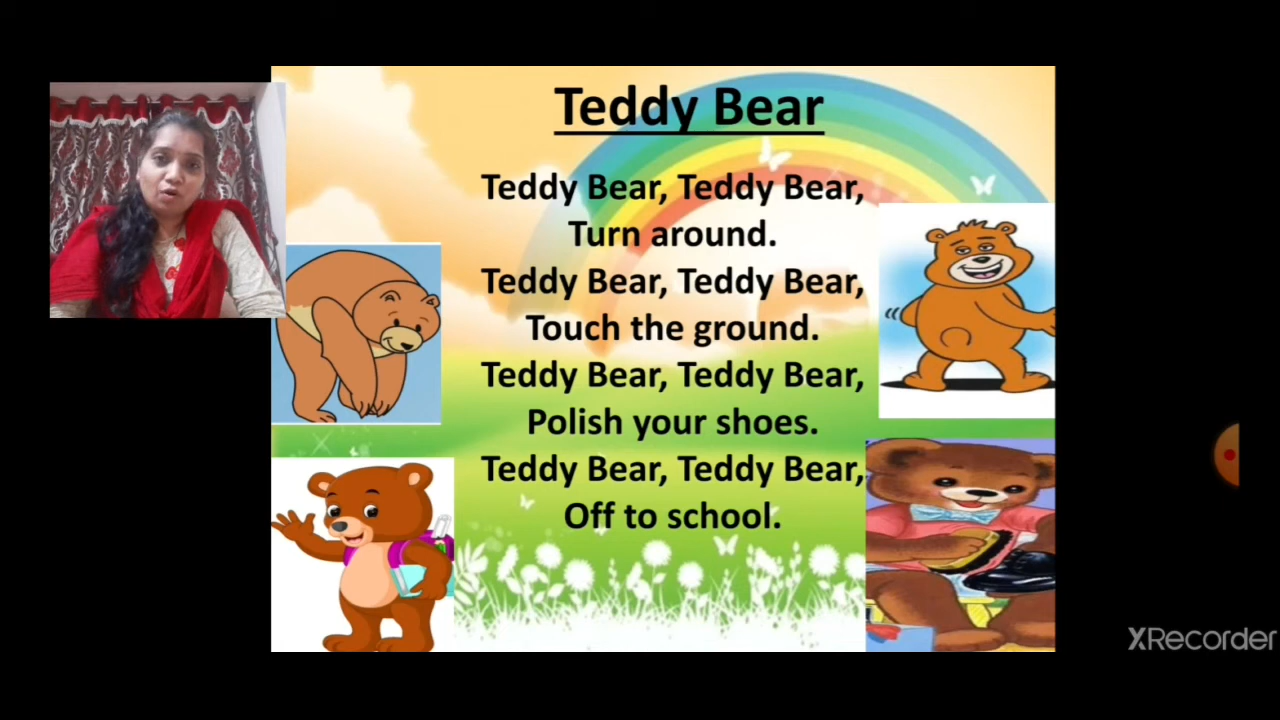 Teddy Bear
Teddy Bear, Teddy Bear,
Turn around.
Teddy Bear, Teddy Bear,
Touch the ground.
Teddy Bear, Teddy Bear,
Polish your shoes.
Teddy Bear, Teddy Bear,
Off to school.
XRecorder